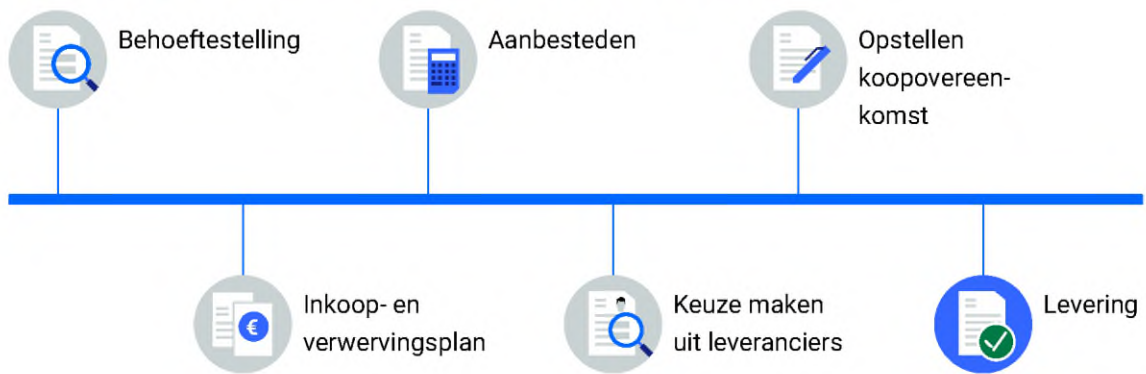 Behoeftestelling
Inkoop- en
verwervingsplan
€
Aanbesteden
Keuze maken
uit leveranciers
Opstellen
koopovereen-
komst
Levering